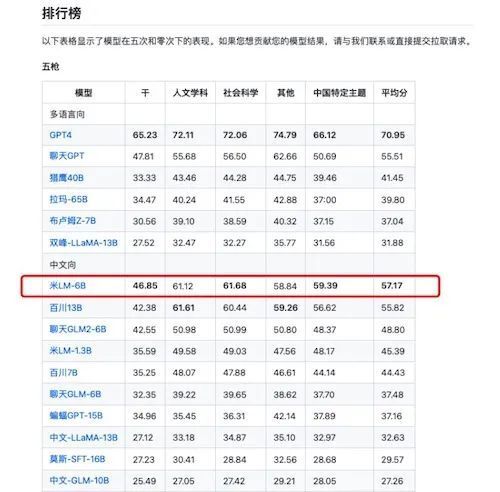 排行榜
以下表格显示了模型在五次和零次下的表现。如果您想贡献您的模型结果，请与我们联系或直接提交拉取请求。
五枪
模型 干 人文学科 社会科学 其他 中国特定主题 平均分
多语言向
GPT4 65.23 72.11 72.06 74.79 66.12 70.95
聊天GPT 47.81 55.68 56.50 62.66 50.69 55.51
猎鹰40B 33.33 43.46 44.28 44.75 39.46 41.45
拉玛-65B 34.47 40.24 41.55 42.88 37.00 39.80
布卢姆Z-7B 30.56 39.10 38.59 40.32 37.15 37.04
双峰-LLaMA-13B 27.52 32.47 32.27 35.77 31.56 31.88
中文向
米LM-6B 46.85 61.12 61.68 58.84 59.39 57.17
百川13B 42.38 61.61 60.44 59.26 56.62 55.82
聊天GLM2-6B 42.55 50.98 50.99 50.80 48.37 48.80
米LM-1.3B 35.59 49.58 49.03 47.56 48.17 45.39
百川7B 35.25 48.07 47.88 46.61 44.14 44.43
聊天GLM-6B 32.35 39.22 39.65 38.62 37.70 37.48
蝙蝠GPT-15B 34.96 35.45 36.31 42.14 37.89 37.16
中文-LLaMA-13B 27.12 33.18 34.87 35.10 32.97 32.63
莫斯-SFT-16B 27.23 30.41 28.84 32.56 28.68 29.57
中文-GLM-10B 25.49 27.05 27.42 29.21 28.05 27.26